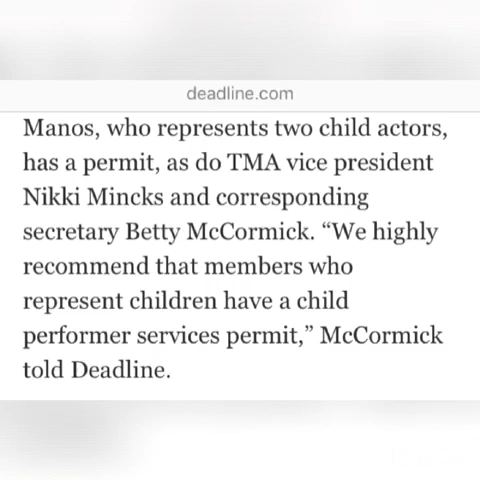 deadline.com
Manos, who represents two child actors,
has a permit, as do TMA vice president
Nikki Mincks and corresponding
secretary Betty McCormick. “We highly
recommend that members who
represent children have a child
performer services permit,” McCormick
told Deadline.